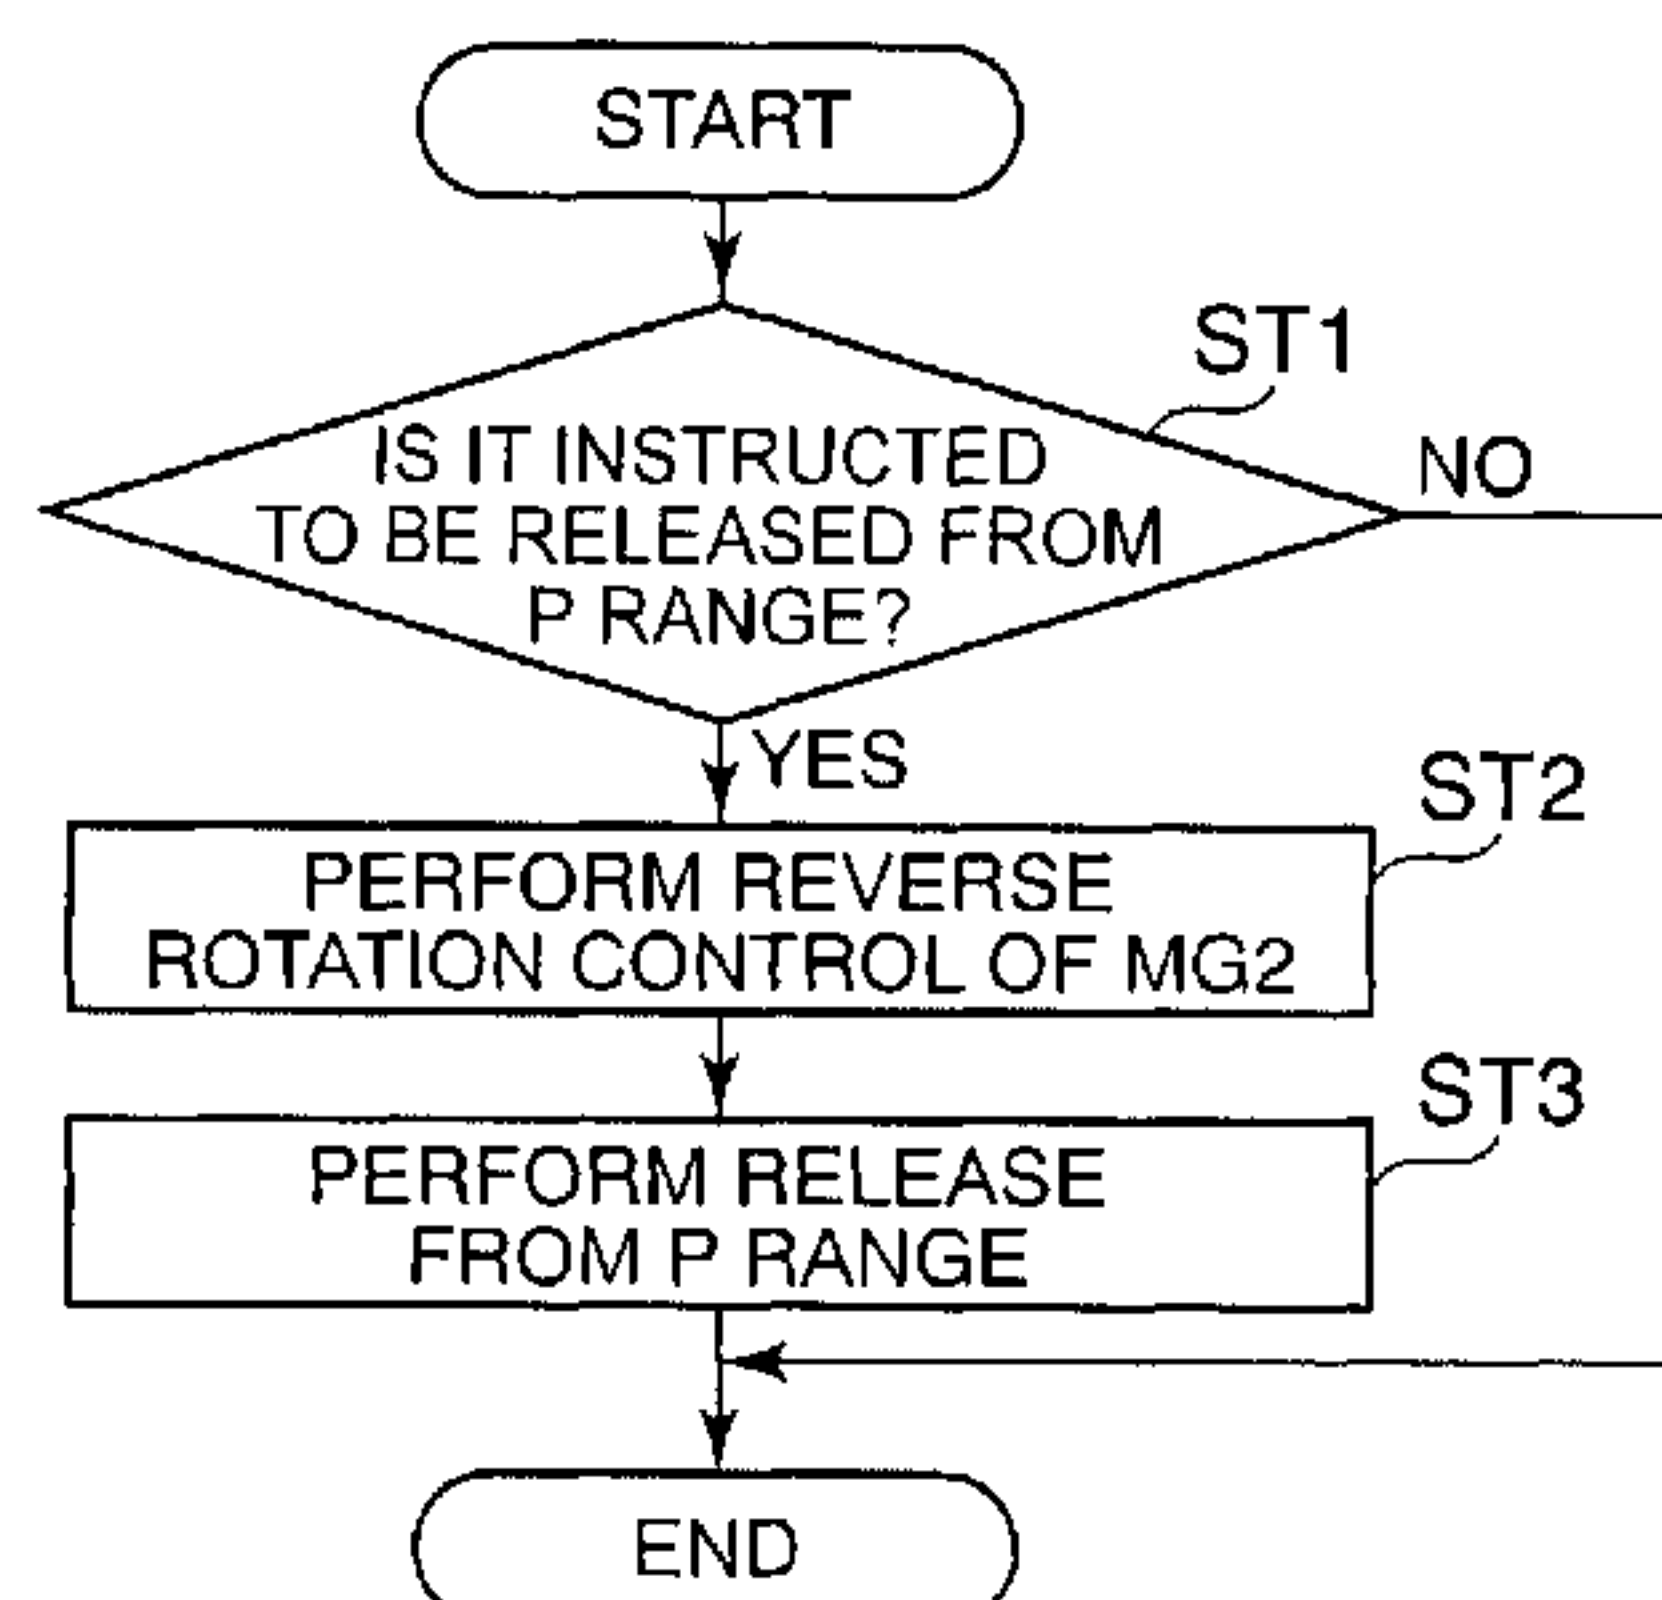 START
ST1
IS IT INSTRUCTED
TO BE RELEASED FROM
P RANGE?
NO
YES
ST2
PERFORM REVERSE
ROTATION CONTROL OF MG2
ST3
PERFORM RELEASE
FROM P RANGE
END